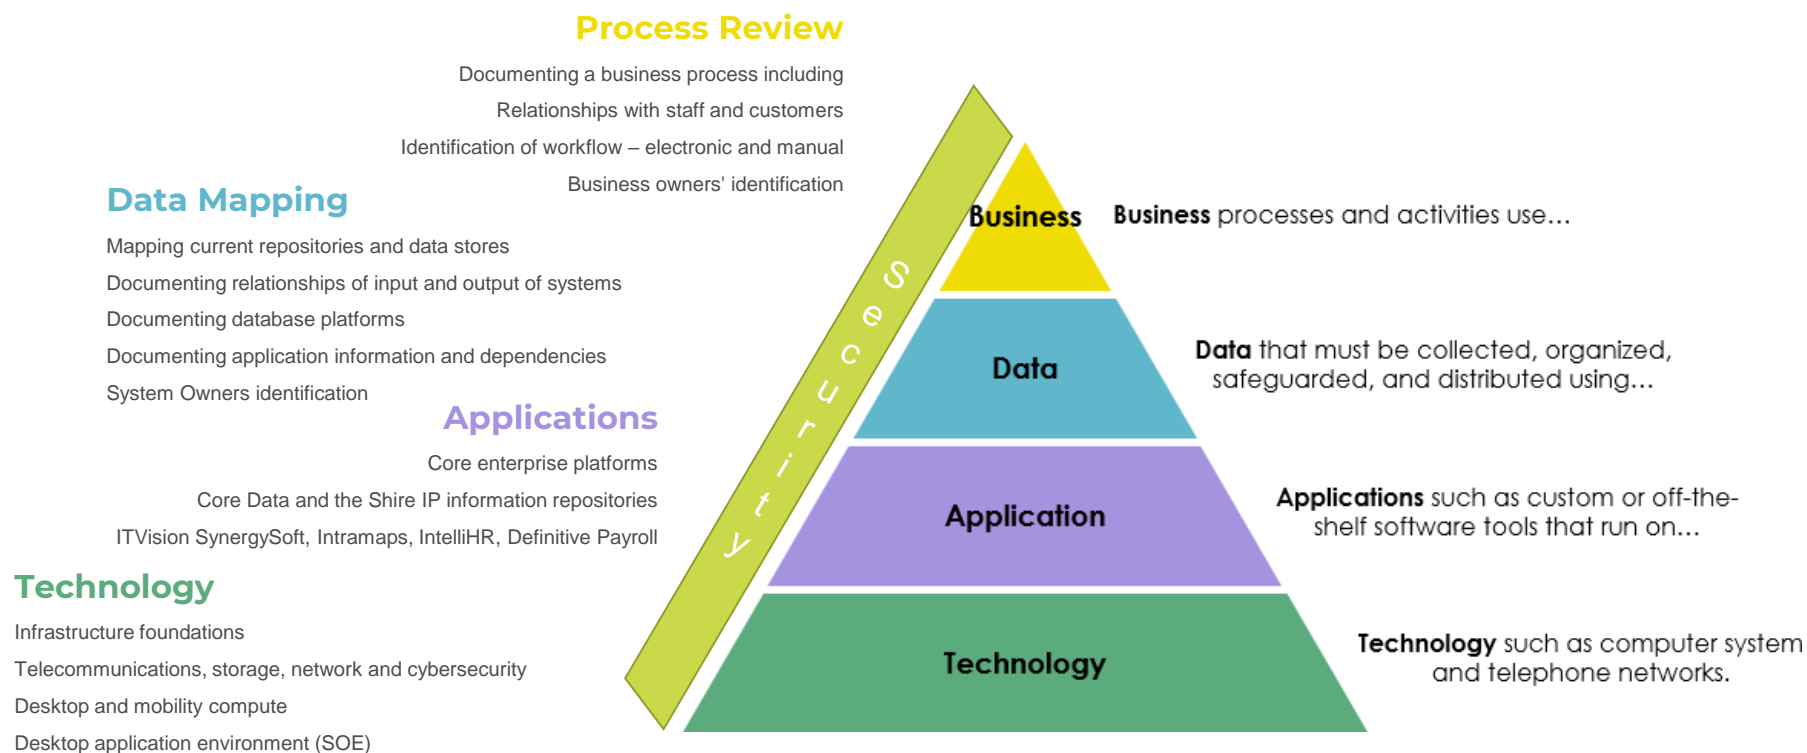 Process Review
Documenting a business process including
Relationships with staff and customers
Identification of workflow – electronic and manual
Business owners' identification
Data Mapping
Mapping current repositories and data stores
Documenting relationships of input and output of systems
Documenting database platforms
Documenting application information and dependencies
System Owners identification
Applications
Core enterprise platforms
Core Data and the Shire IP information repositories
ITVision SynergySoft, Intramaps, IntelliHR, Definitive Payroll
Technology
Infrastructure foundations
Telecommunications, storage, network and cybersecurity
Desktop and mobility compute
Desktop application environment (SOE)
Security
Business
Business processes and activities use...
Data
Data that must be collected, organized,
safeguarded, and distributed using...
Application
Applications such as custom or off-the-
shelf software tools that run on...
Technology
Technology such as computer system
and telephone networks.